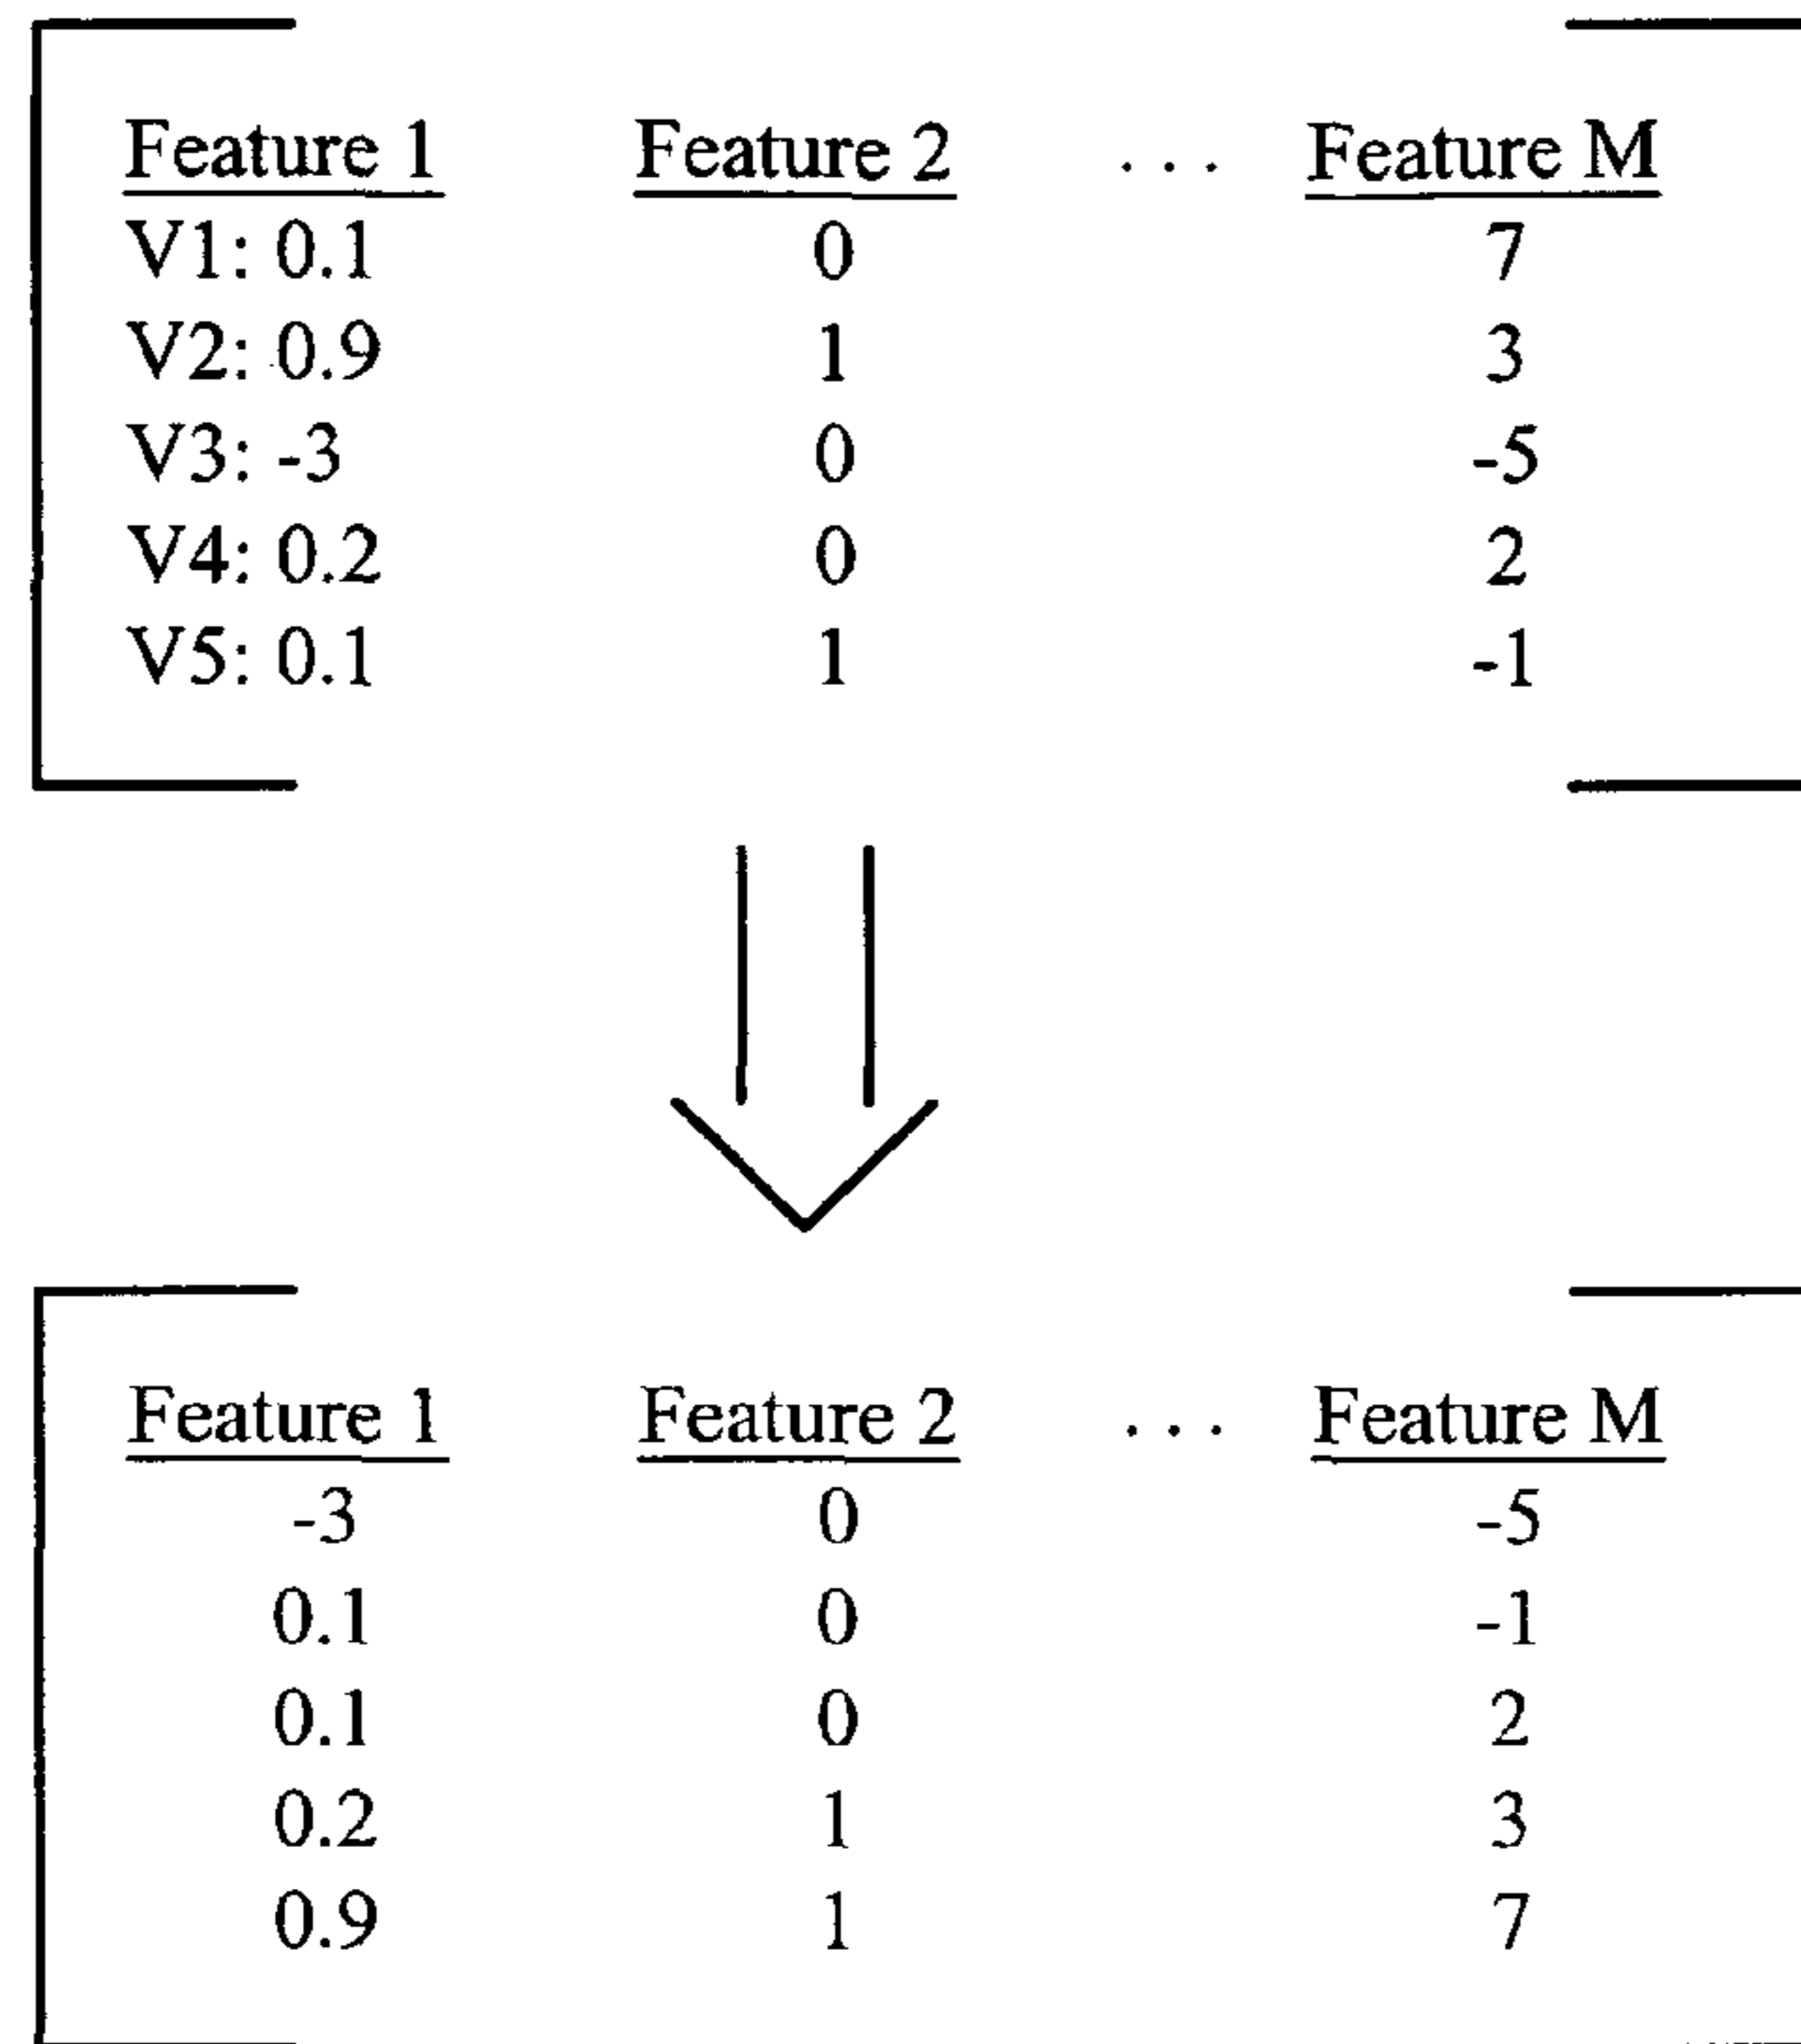 Feature 1 Feature 2 . . . Feature M
V1: 0.1 0 7
V2: 0.9 1 3
V3: -3 0 -5
V4: 0.2 0 2
V5: 0.1 1 -1
Feature 1 Feature 2 . . . Feature M
-3 0 -5
0.1 0 -1
0.1 0 2
0.2 1 3
0.9 1 7